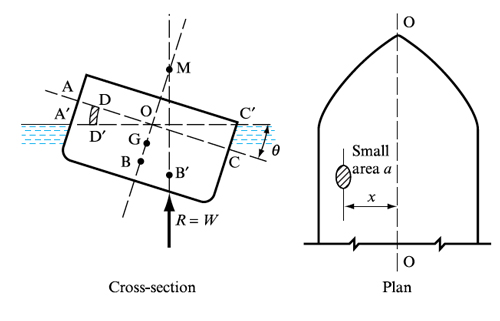 O
M
A
D
A'
O
C'
D'
G
C
θ
B
B'
Small
area a
x
R = W
O
Cross-section
Plan